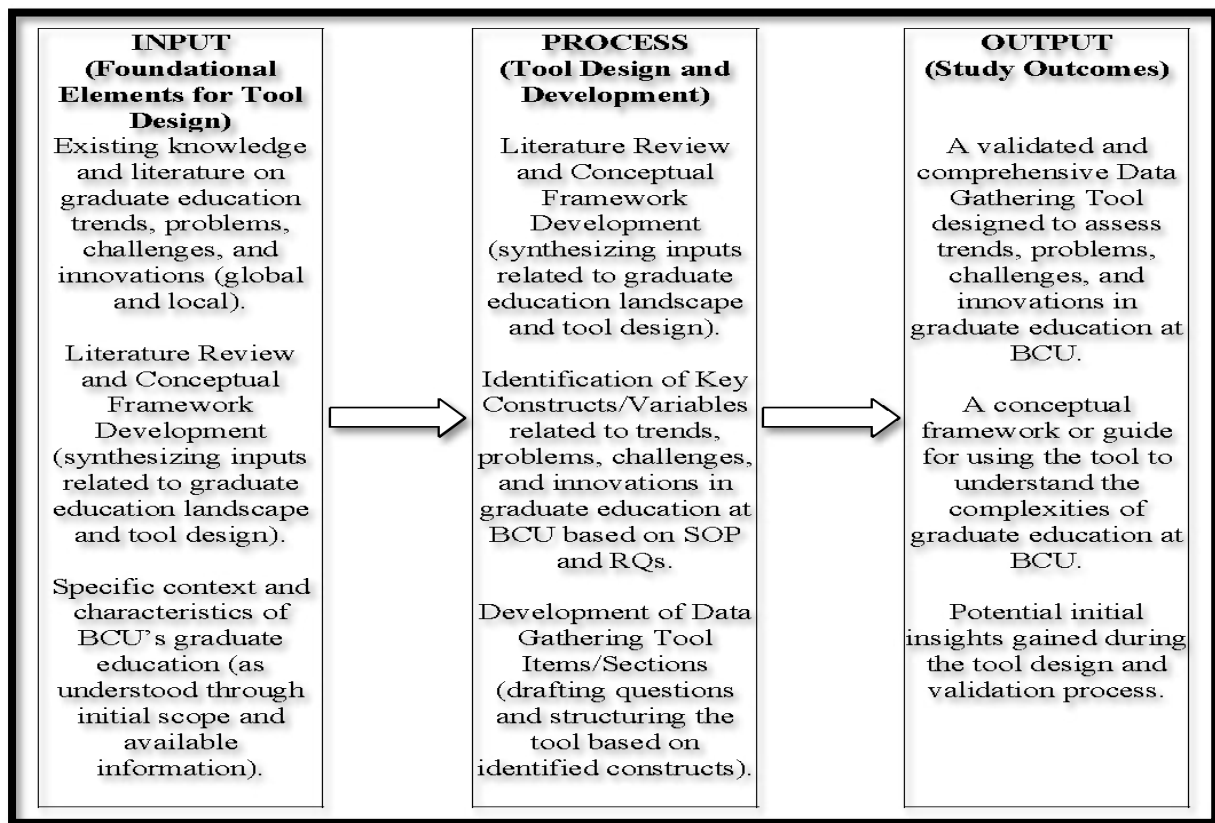 INPUT
(Foundational
Elements for Tool
Design)
Existing knowledge
and literature on
graduate education
trends, problems,
challenges, and
innovations (global
and local).
Literature Review
and Conceptual
Framework
Development
(synthesizing inputs
related to graduate
education landscape
and tool design).
Specific context and
characteristics of
BCU’s graduate
education (as
understood through
initial scope and
available
information).
PROCESS
(Tool Design and
Development)
Literature Review
and Conceptual
Framework
Development
(synthesizing inputs
related to graduate
education landscape
and tool design).
Identification of Key
Constructs/Variables
related to trends,
problems, challenges,
and innovations in
graduate education at
BCU based on SOP
and RQs.
Development of Data
Gathering Tool
Items/Sections
(drafting questions
and structuring the
tool based on
identified constructs).
OUTPUT
(Study Outcomes)
A validated and
comprehensive Data
Gathering Tool
designed to assess
trends, problems,
challenges, and
innovations in
graduate education at
BCU.
A conceptual
framework or guide
for using the tool to
understand the
complexities of
graduate education at
BCU.
Potential initial
insights gained during
the tool design and
validation process.